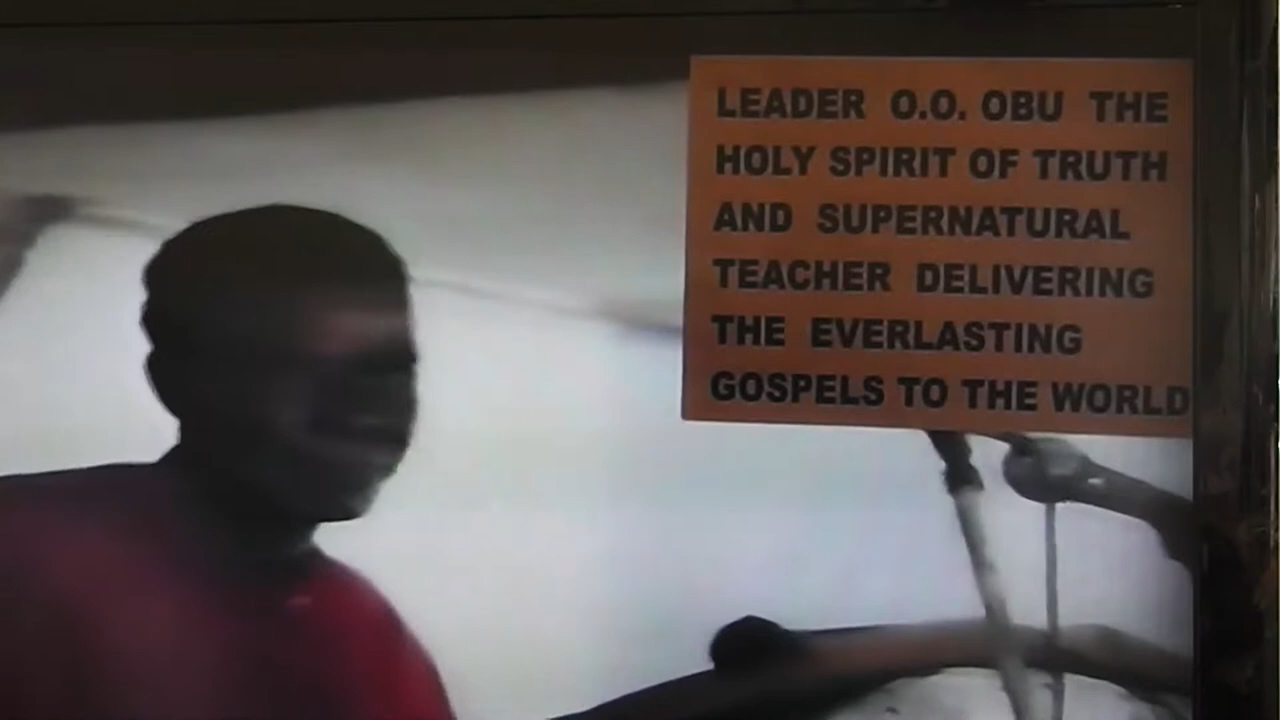 LEADER O.O. OBU THE
HOLY SPIRIT OF TRUTH
AND SUPERNATURAL
TEACHER DELIVERING
THE EVERLASTING
GOSPELS TO THE WORLD